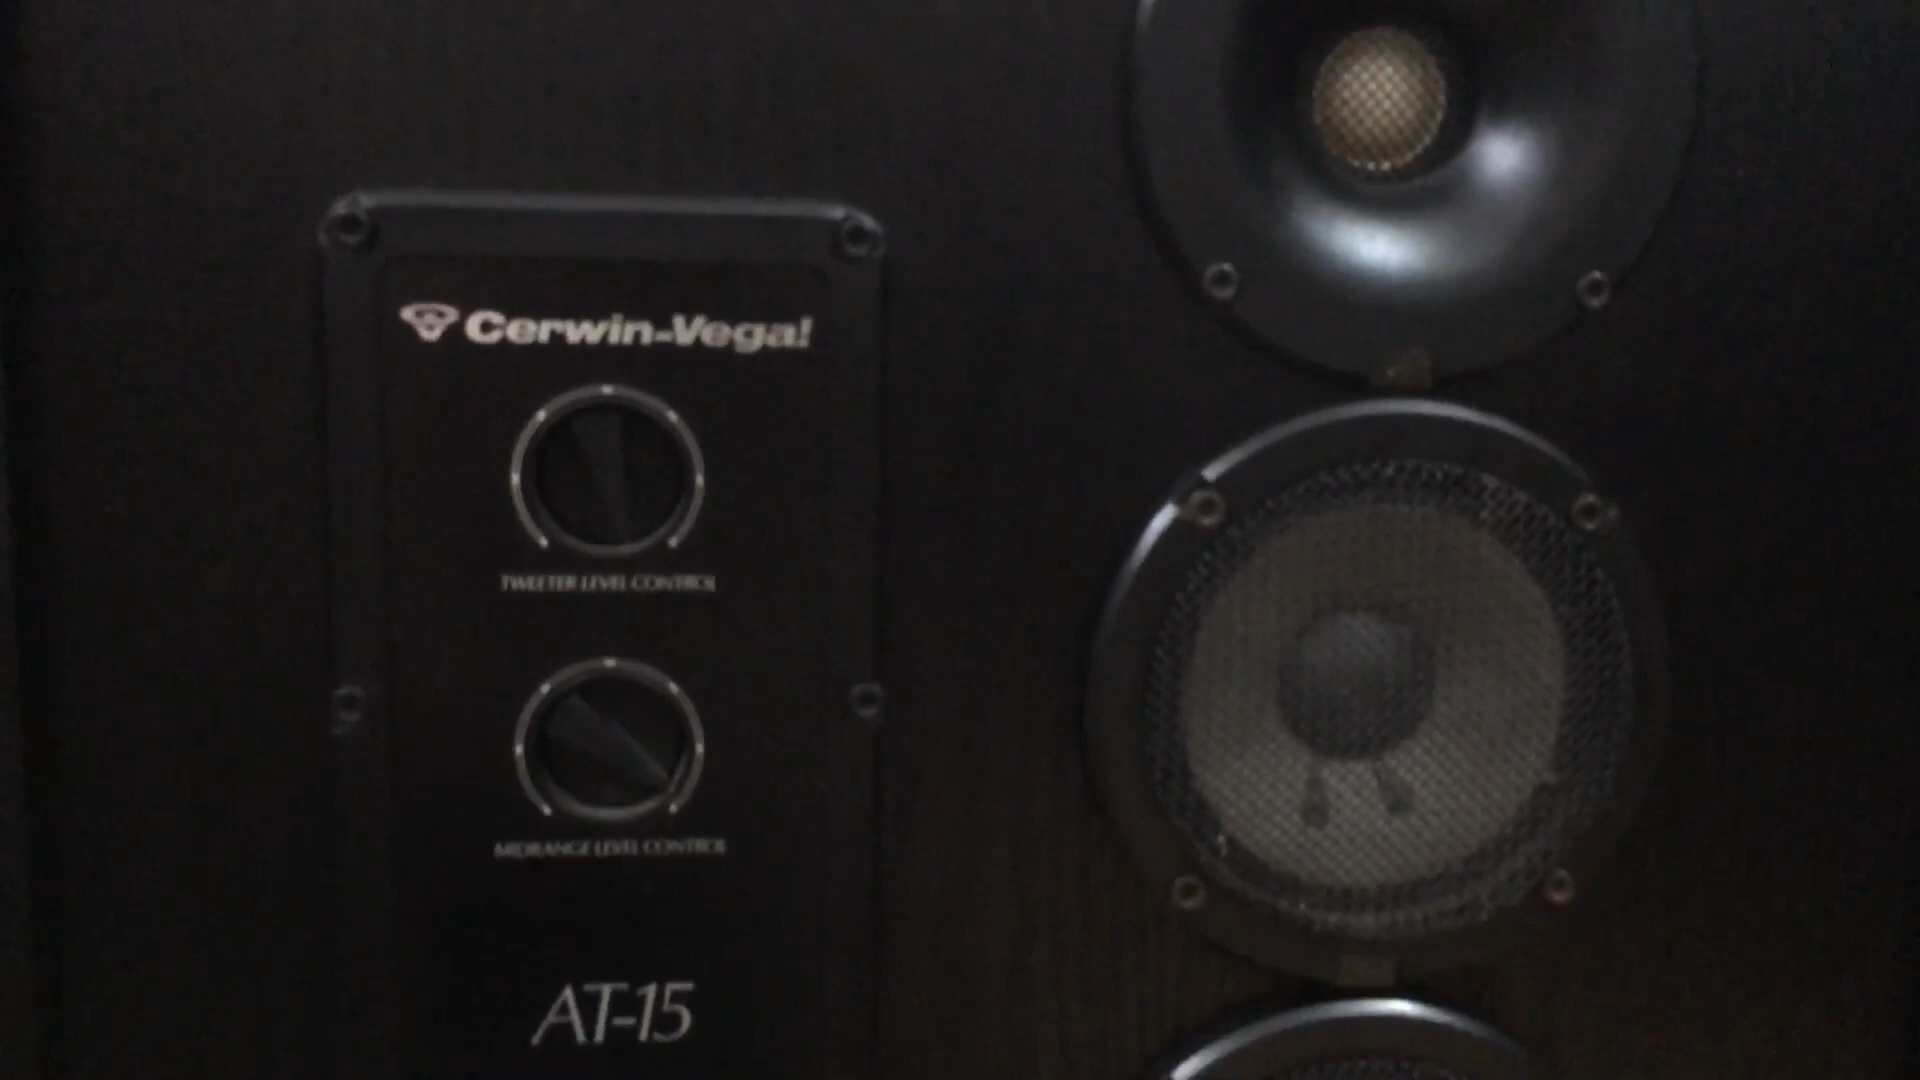 Cerwin-Vega!
TWEETER LEVEL CONTROL
MIDRANGE LEVEL CONTROL
AT-15